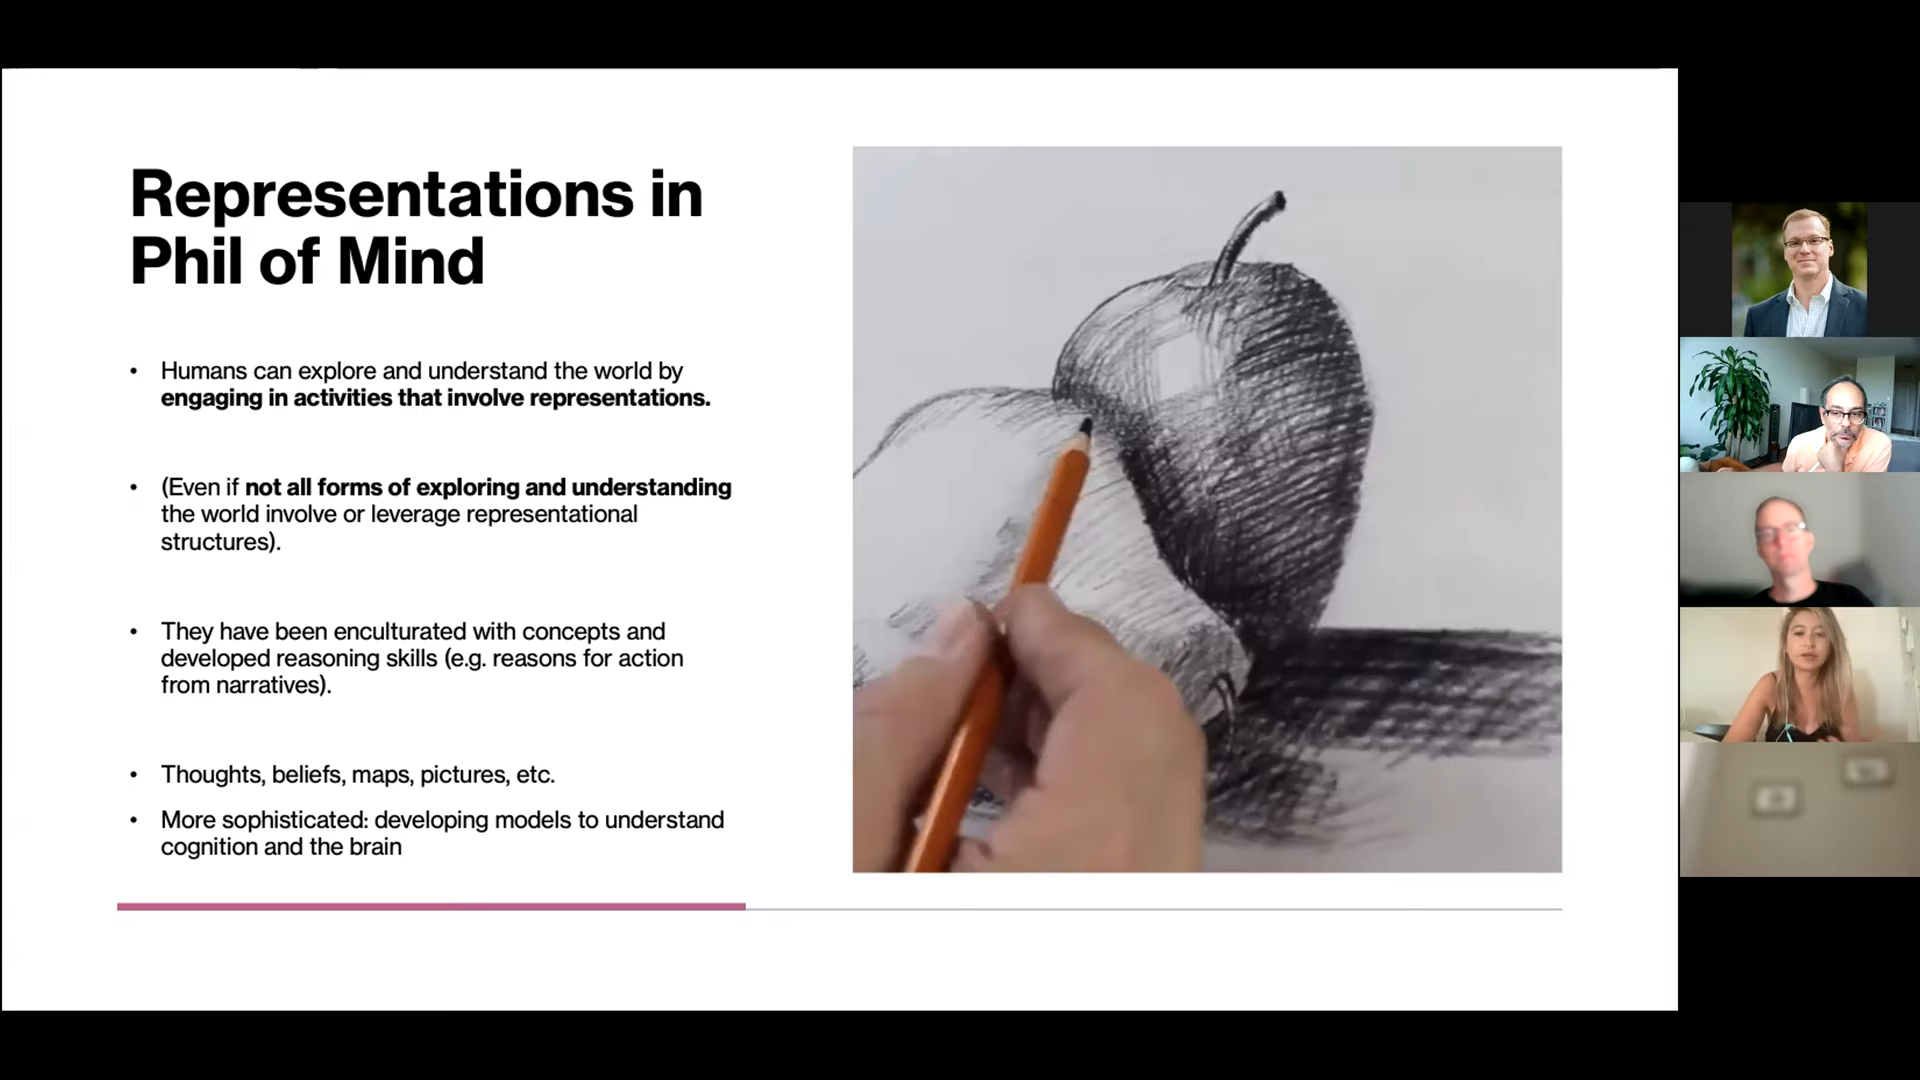 Representations in
Phil of Mind
• Humans can explore and understand the world by
engaging in activities that involve representations.
• (Even if not all forms of exploring and understanding
the world involve or leverage representational
structures).
• They have been enculturated with concepts and
developed reasoning skills (e.g. reasons for action
from narratives).
• Thoughts, beliefs, maps, pictures, etc.
• More sophisticated: developing models to understand
cognition and the brain